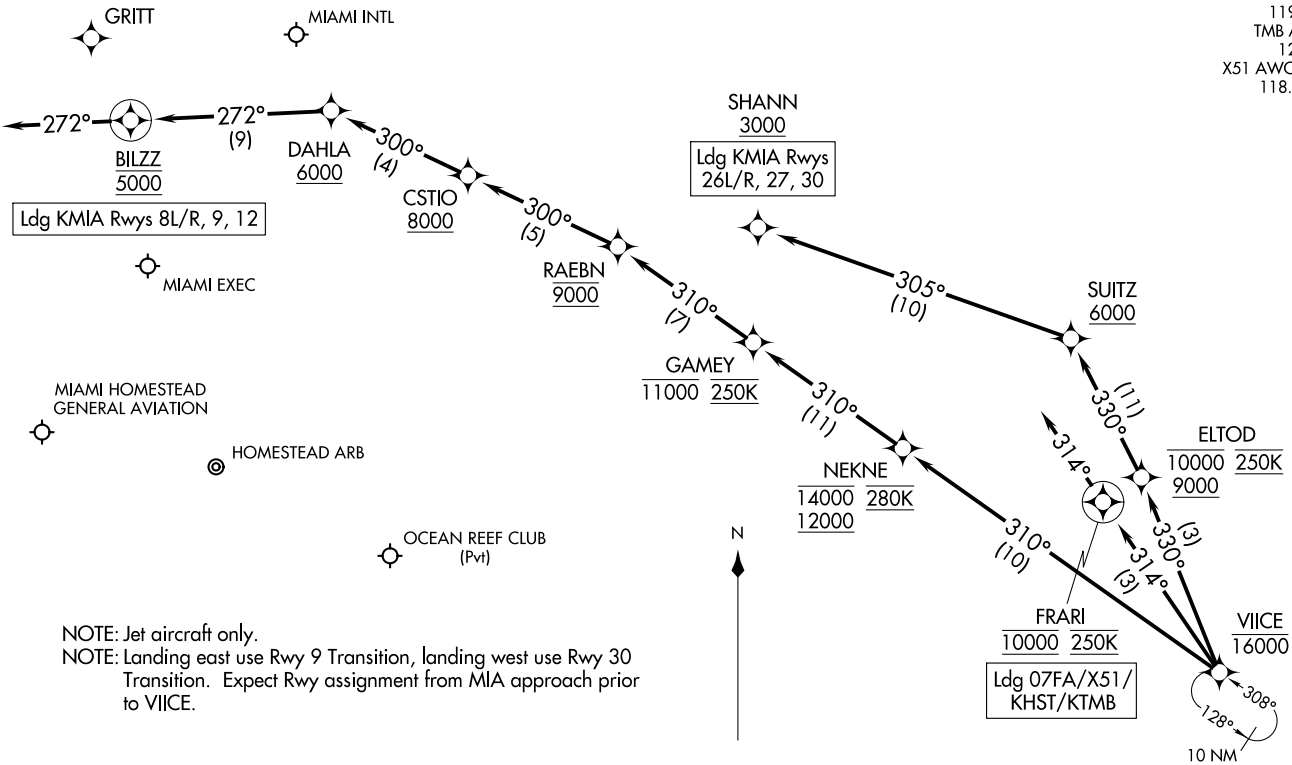 GRITT
MIAMI INTL
119
TMB A
12
X51 AWO
118.
272°
272°
(9)
BILZZ
5000
Ldg KMIA Rwys 8L/R, 9, 12
DAHLA
6000
300°
(4)
CSTIO
8000
300°
(5)
SHANN
3000
Ldg KMIA Rwys
26L/R, 27, 30
MIAMI EXEC
RAEBN
9000
310°
(7)
305°
(10)
SUITZ
6000
GAMEY
11000 250K
310°
(11)
330°
(11)
MIAMI HOMESTEAD
GENERAL AVIATION
HOMESTEAD ARB
NEKNE
14000 280K
12000
314°
ELTOD
10000 250K
9000
OCEAN REEF CLUB
(Pvt)
N
310°
(10)
314°
(3)
330°
(3)
FRARI
10000 250K
Ldg 07FA/X51/
KHST/KTMB
VIICE
16000
308°
128°
10 NM
NOTE: Jet aircraft only.
NOTE: Landing east use Rwy 9 Transition, landing west use Rwy 30
Transition. Expect Rwy assignment from MIA approach prior
to VIICE.